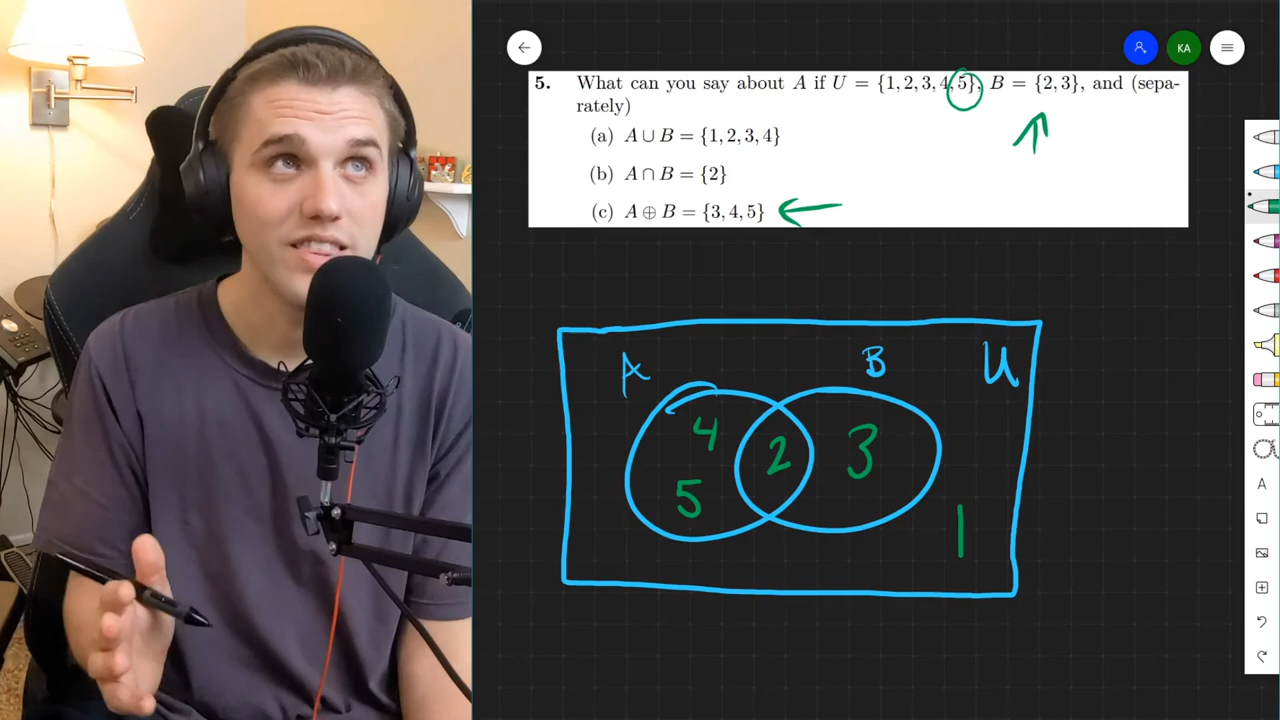 KA
5. What can you say about A if U = {1, 2, 3, 4, 5}, B = {2, 3}, and (sepa-
rately)
(a) A ∪ B = {1, 2, 3, 4}
(b) A ∩ B = {2}
(c) A ⊕ B = {3, 4, 5}
A B U
4 2 3
5 1
A